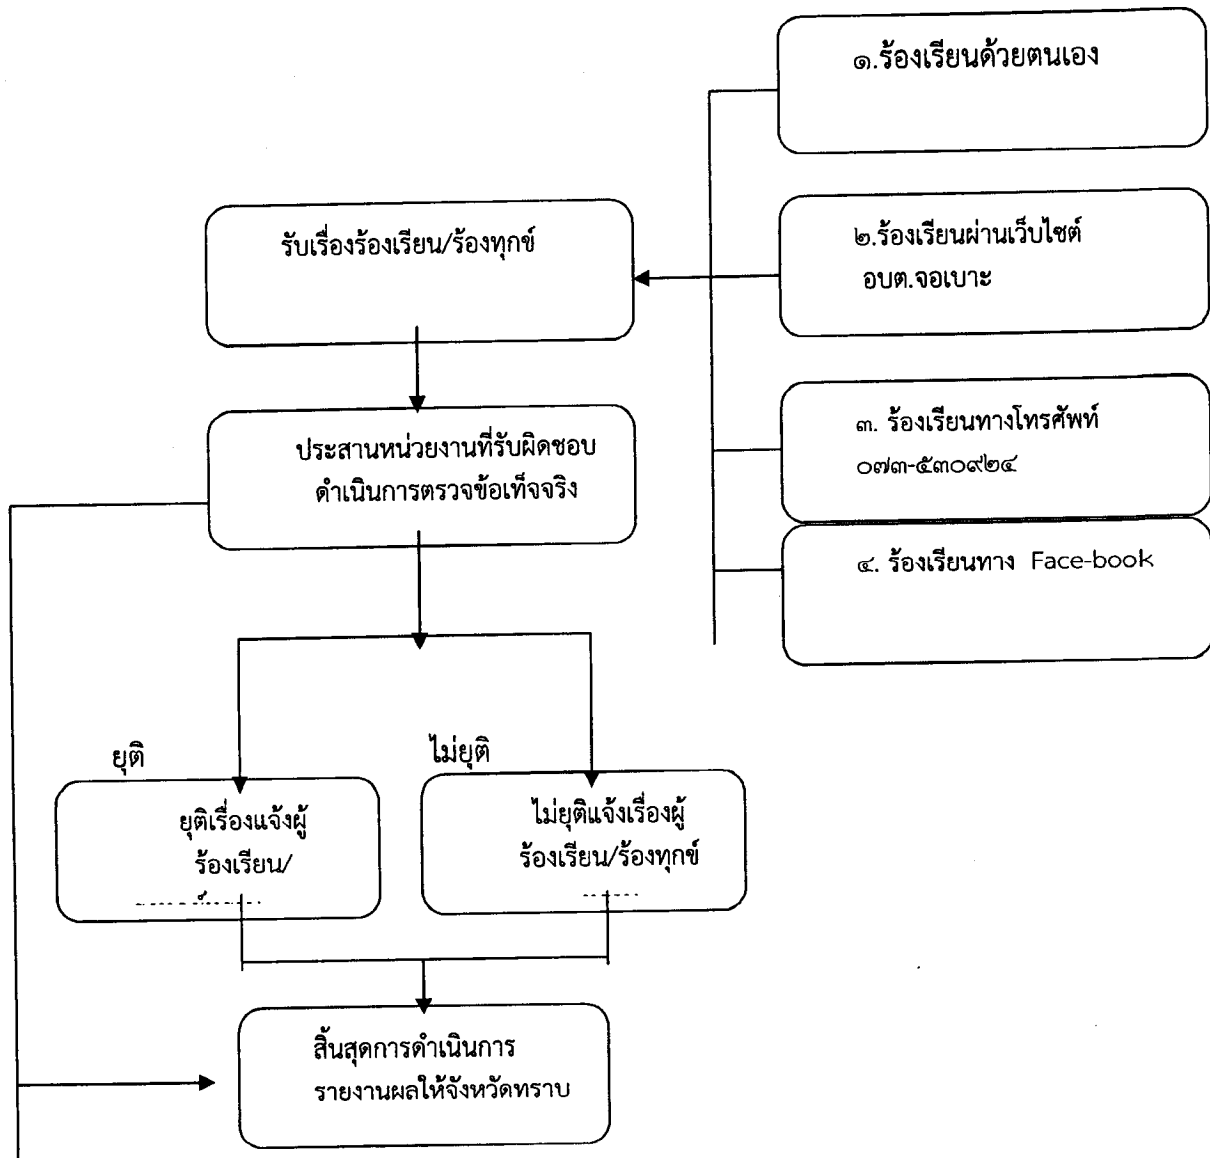 ๑.ร้องเรียนด้วยตนเอง
รับเรื่องร้องเรียน/ร้องทุกข์
๒.ร้องเรียนผ่านเว็บไซต์
อบต.จอเบาะ
ประสานหน่วยงานที่รับผิดชอบ
ดำเนินการตรวจข้อเท็จจริง
๓. ร้องเรียนทางโทรศัพท์
๐๗๓-๕๓๐๙๒๔
๔. ร้องเรียนทาง Face-book
ยุติ
ไม่ยุติ
ยุติเรื่องแจ้งผู้
ร้องเรียน/
ไม่ยุติแจ้งเรื่องผู้
ร้องเรียน/ร้องทุกข์
สิ้นสุดการดำเนินการ
รายงานผลให้จังหวัดทราบ